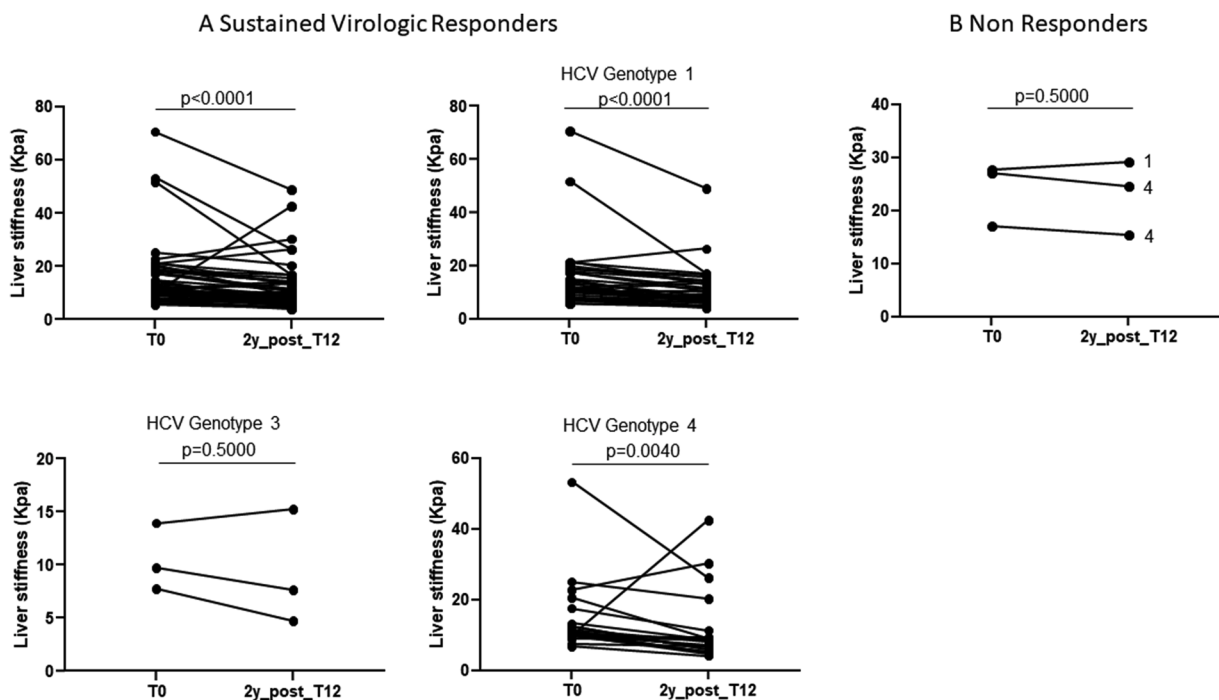 A Sustained Virologic Responders
B Non Responders
p<0.0001
Liver stiffness (Kpa)
80
60
40
20
0
T0
2y_post_T12
HCV Genotype 1
p<0.0001
Liver stiffness (Kpa)
80
60
40
20
0
T0
2y_post_T12
p=0.5000
Liver stiffness (Kpa)
40
30
20
10
0
1
4
4
T0
2y_post_T12
HCV Genotype 3
p=0.5000
Liver stiffness (Kpa)
20
15
10
5
0
T0
2y_post_T12
HCV Genotype 4
p=0.0040
Liver stiffness (Kpa)
60
40
20
0
T0
2y_post_T12